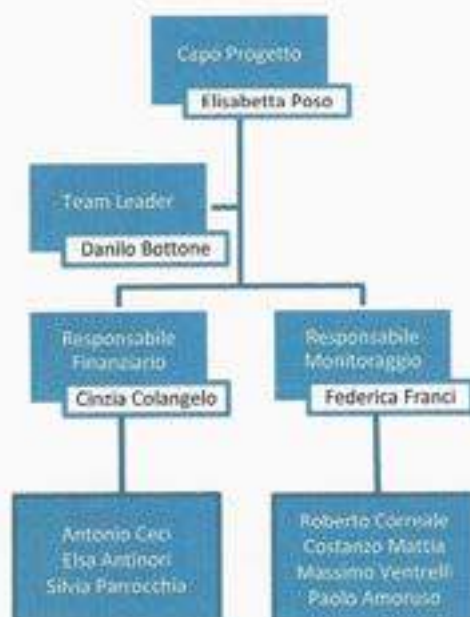 Capo Progetto
Elisabetta Poso
Team Leader
Danilo Bottone
Responsabile
Finanziario
Cinzia Colangelo
Responsabile
Monitoraggio
Federica Franci
Antonio Ceci
Elsa Antinori
Silvia Parrocchia
Roberto Correale
Costanzo Mattia
Massimo Ventrelli
Paolo Amoruso